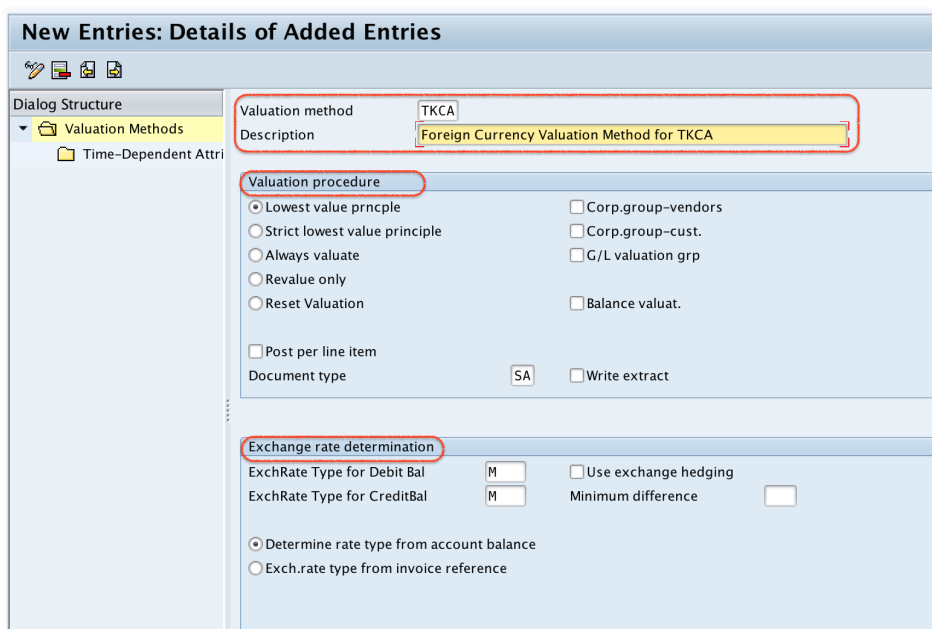 New Entries: Details of Added Entries
Dialog Structure
Valuation Methods
Time-Dependent Attri
Valuation method TKCA
Description Foreign Currency Valuation Method for TKCA
Valuation procedure
Lowest value prncple Corp.group-vendors
Strict lowest value principle Corp.group-cust.
Always valuate G/L valuation grp
Revalue only
Reset Valuation Balance valuat.
Post per line item
Document type SA Write extract
Exchange rate determination
ExchRate Type for Debit Bal M Use exchange hedging
ExchRate Type for CreditBal M Minimum difference
Determine rate type from account balance
Exch.rate type from invoice reference